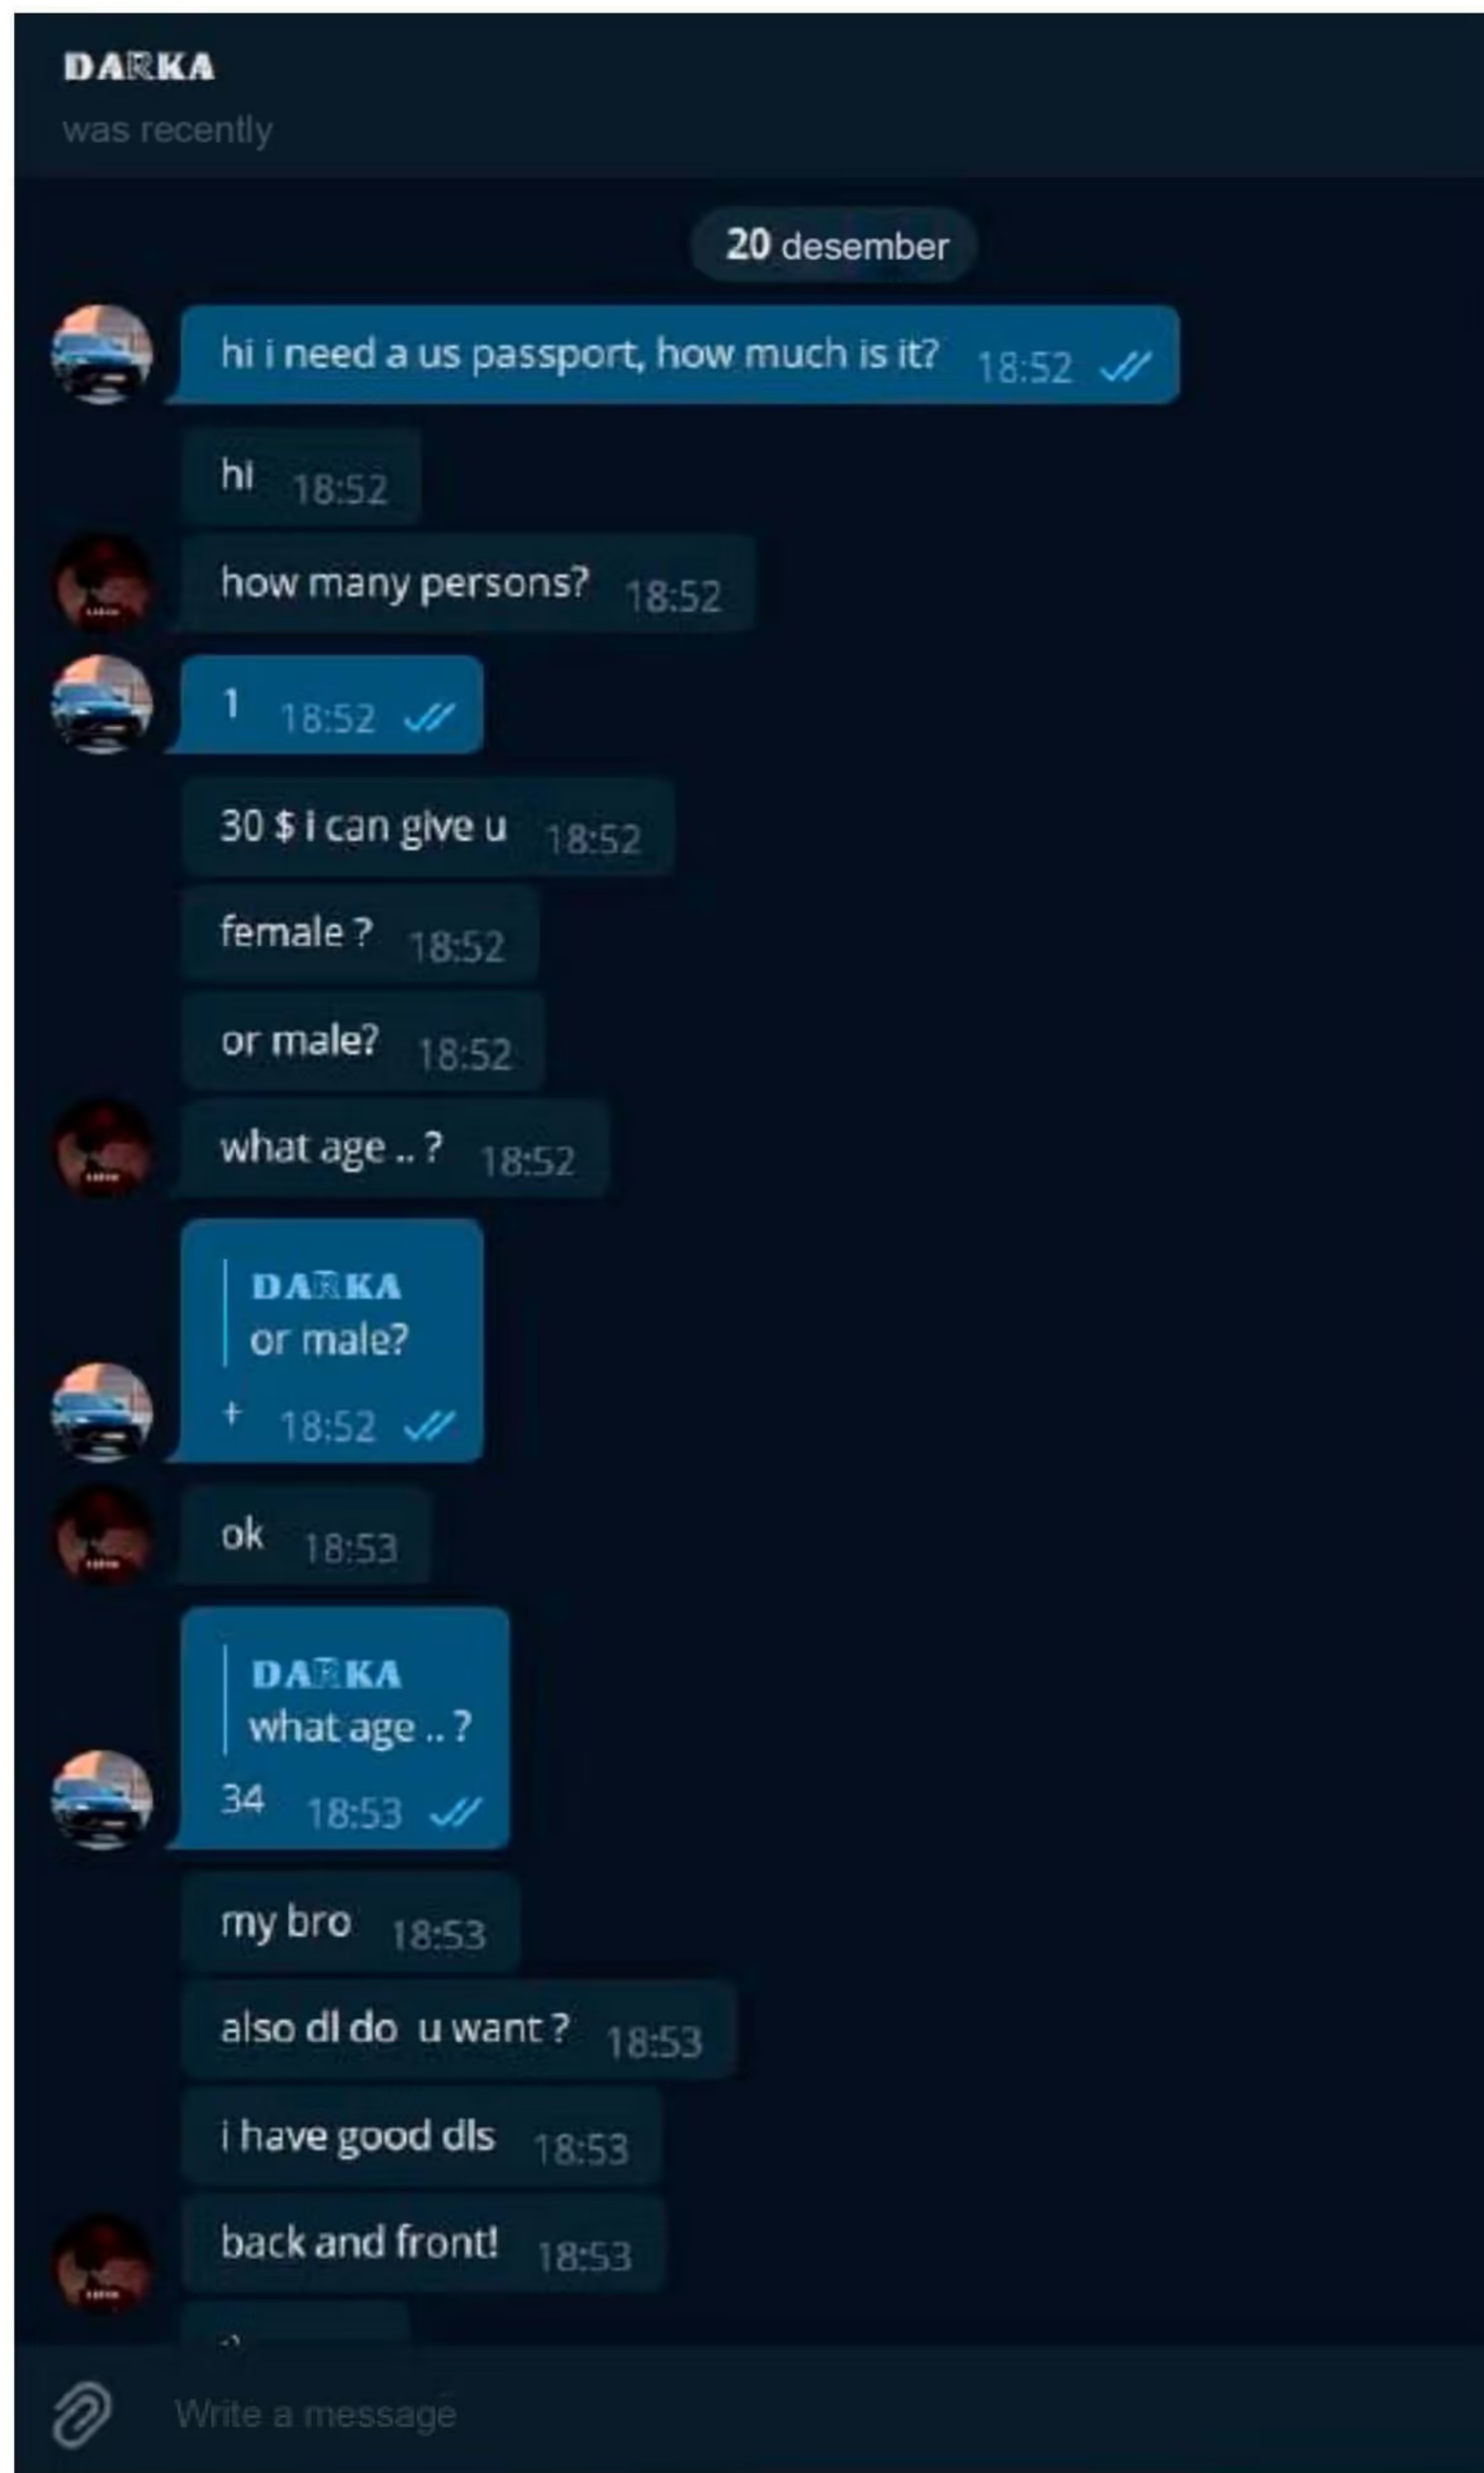 DARKA
was recently
20 desember
hi i need a us passport, how much is it? 18:52
hi 18:52
how many persons? 18:52
1 18:52
30 $ i can give u 18:52
female ? 18:52
or male? 18:52
what age .. ? 18:52
DARKA
or male?
+ 18:52
ok 18:53
DARKA
what age .. ?
34 18:53
my bro 18:53
also dl do u want ? 18:53
i have good dls 18:53
back and front! 18:53
Write a message